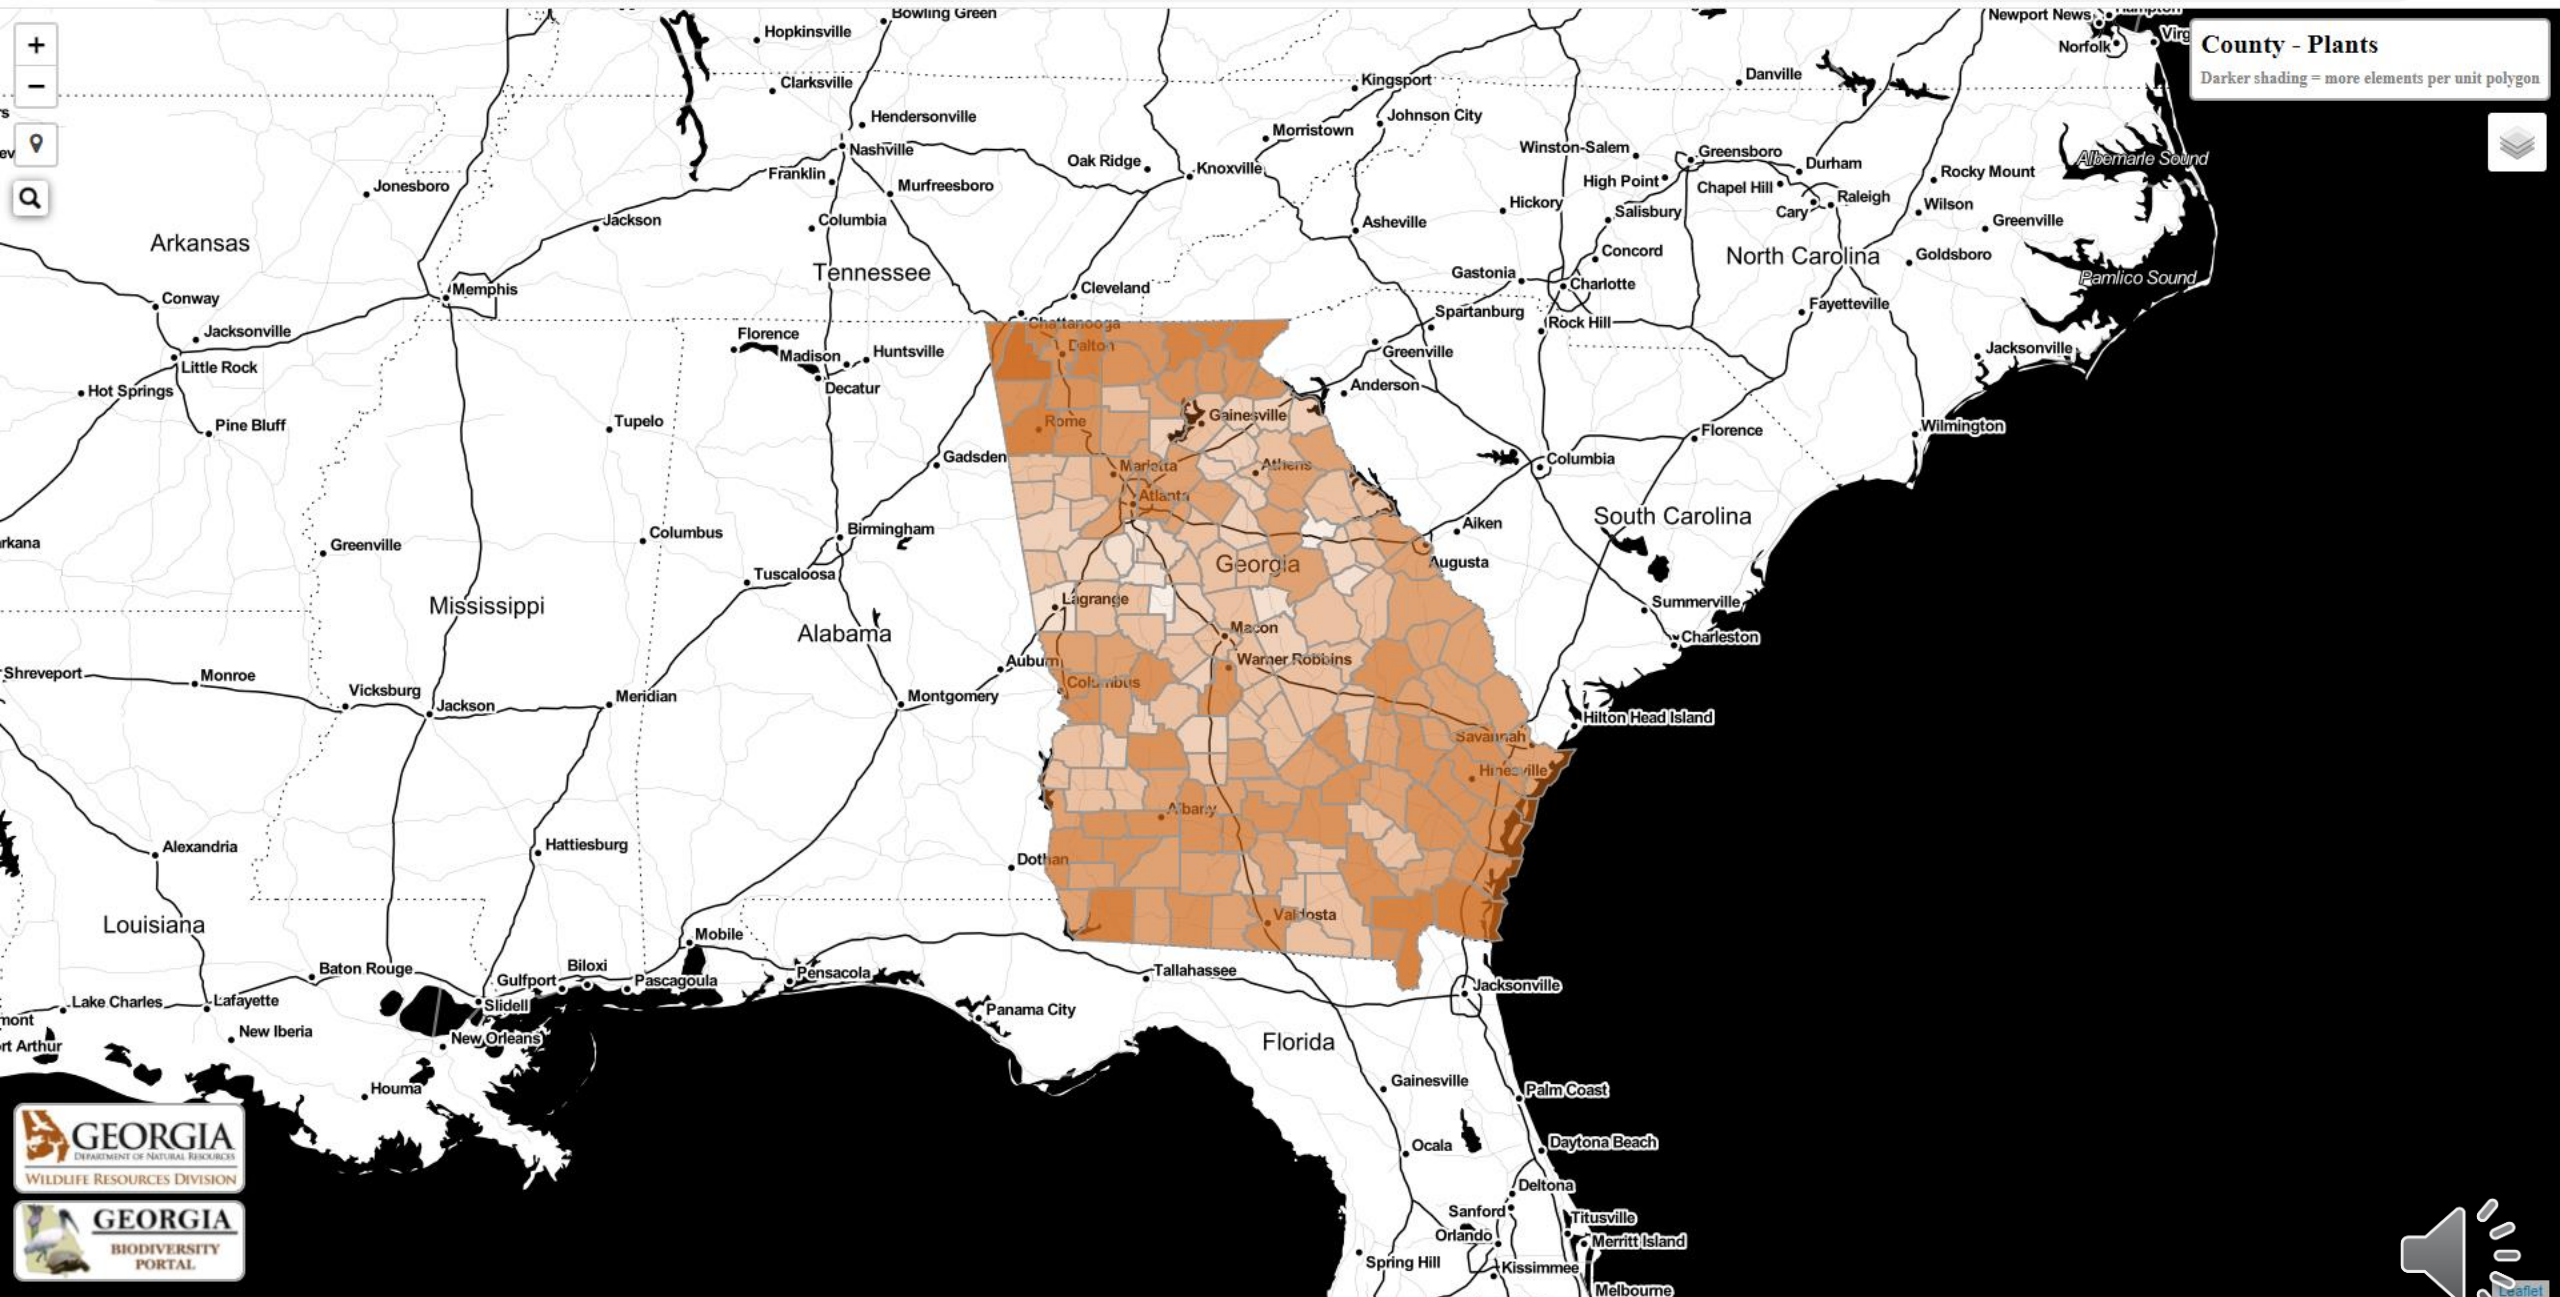 Bowling Green
Newport News
Hopkinsville
Norfolk
County - Plants
Darker shading = more elements per unit polygon
+
−
Clarksville
Kingsport
Danville
Hendersonville
Johnson City
Morristown
Nashville
Oak Ridge
Knoxville
Winston-Salem
Greensboro
Durham
Albemarle Sound
Jonesboro
Franklin
Murfreesboro
High Point
Chapel Hill
Raleigh
Rocky Mount
Jackson
Columbia
Asheville
Hickory
Salisbury
Cary
Wilson
Greenville
Arkansas
Tennessee
Concord
North Carolina
Goldsboro
Pamlico Sound
Conway
Memphis
Cleveland
Gastonia
Charlotte
Fayetteville
Jacksonville
Florence
Chattanooga
Spartanburg
Rock Hill
Little Rock
Madison
Huntsville
Dalton
Greenville
Jacksonville
Hot Springs
Decatur
Anderson
Pine Bluff
Tupelo
Rome
Gainesville
Florence
Wilmington
Gadsden
Marietta
Athens
Columbia
Atlanta
Greenville
Columbus
Birmingham
Aiken
South Carolina
Tuscaloosa
Georgia
Augusta
Mississippi
Alabama
Lagrange
Summerville
Macon
Charleston
Shreveport
Monroe
Auburn
Warner Robbins
Vicksburg
Jackson
Meridian
Montgomery
Columbus
Hilton Head Island
Savannah
Hinesville
Albany
Alexandria
Hattiesburg
Dothan
Louisiana
Mobile
Valdosta
Baton Rouge
Gulfport
Biloxi
Pascagoula
Pensacola
Tallahassee
Lake Charles
Lafayette
Slidell
Panama City
Jacksonville
New Iberia
New Orleans
Florida
Houma
Gainesville
Palm Coast
GEORGIA
DEPARTMENT OF NATURAL RESOURCES
WILDLIFE RESOURCES DIVISION
Ocala
Daytona Beach
Deltona
GEORGIA
BIODIVERSITY
PORTAL
Sanford
Titusville
Orlando
Merritt Island
Spring Hill
Kissimmee
Melbourne
Leaflet